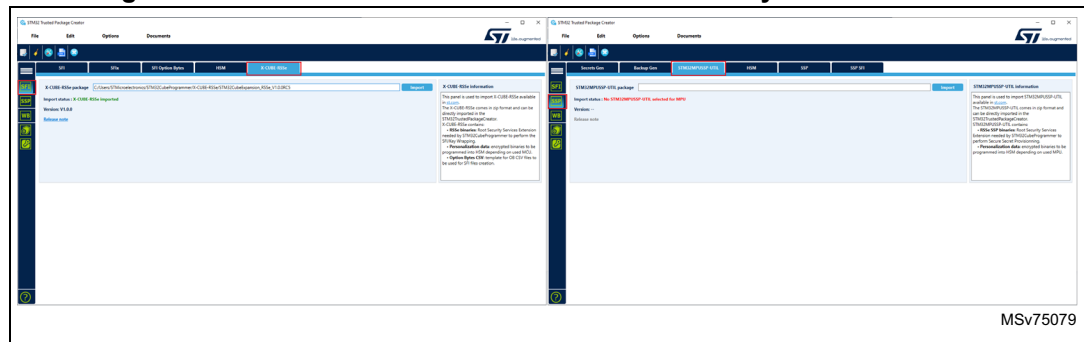 STM32 Trusted Package Creator
File Edit Options Documents
life.augmented
SFI SFIx SFI Option Bytes HSM X-CUBE-RSSe
SFI
SSP
WB
X-CUBE-RSSe package
Import
Import status : X-CUBE-RSSe imported
Version: V1.0.0
Release note
X-CUBE-RSSe information
This panel is used to import X-CUBE-RSSe available
in st.com.
The X-CUBE-RSSe comes in zip format and can be
directly imported in the
STM32TrustedPackageCreator.
X-CUBE-RSSe contains:
- RSSe binaries: Root Security Services Extension
needed by STM32CubeProgrammer to perform the
SFI/Key Wrapping.
- Personalization data: encrypted binaries to be
programmed into HSM depending on used MCU.
- Option Bytes CSV: template for OB CSV files to
be used for SFI files creation.
STM32 Trusted Package Creator
File Edit Options Documents
life.augmented
Secrets Gen Backup Gen STM32MPUSSP-UTIL HSM SSP SSP SFI
SFI
SSP
WB
STM32MPUSSP-UTIL package
Import
Import status : No STM32MPUSSP-UTIL selected for MPU
Version: --
Release note
STM32MPUSSP-UTIL information
This panel is used to import STM32MPUSSP-UTIL
available in st.com.
The STM32MPUSSP-UTIL comes in zip format and
can be directly imported in the
STM32TrustedPackageCreator.
STM32MPUSSP-UTIL contains:
- RSSe SSP binaries: Root Security Services
Extension needed by STM32CubeProgrammer to
perform Secure Secret Provisionning.
- Personalization data: encrypted binaries to be
programmed into HSM depending on used MPU.
MSv75079